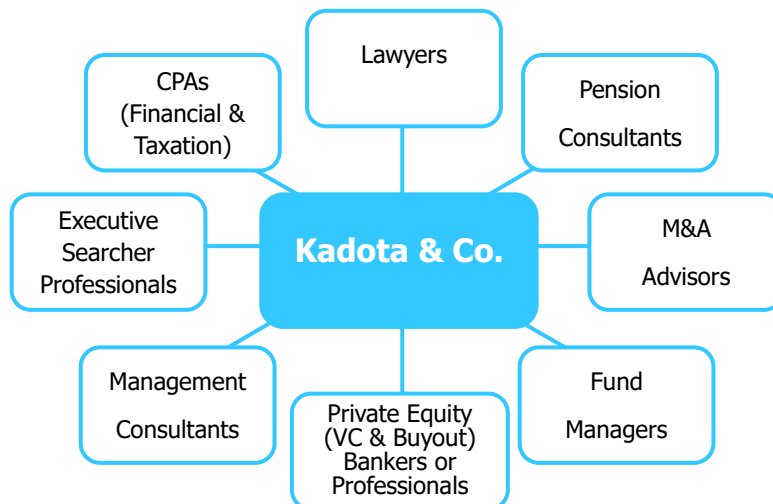 Lawyers
CPAs
(Financial &
Taxation)
Pension
Consultants
Executive
Searcher
Professionals
Kadota & Co.
M&A
Advisors
Management
Consultants
Private Equity
(VC & Buyout)
Bankers or
Professionals
Fund
Managers